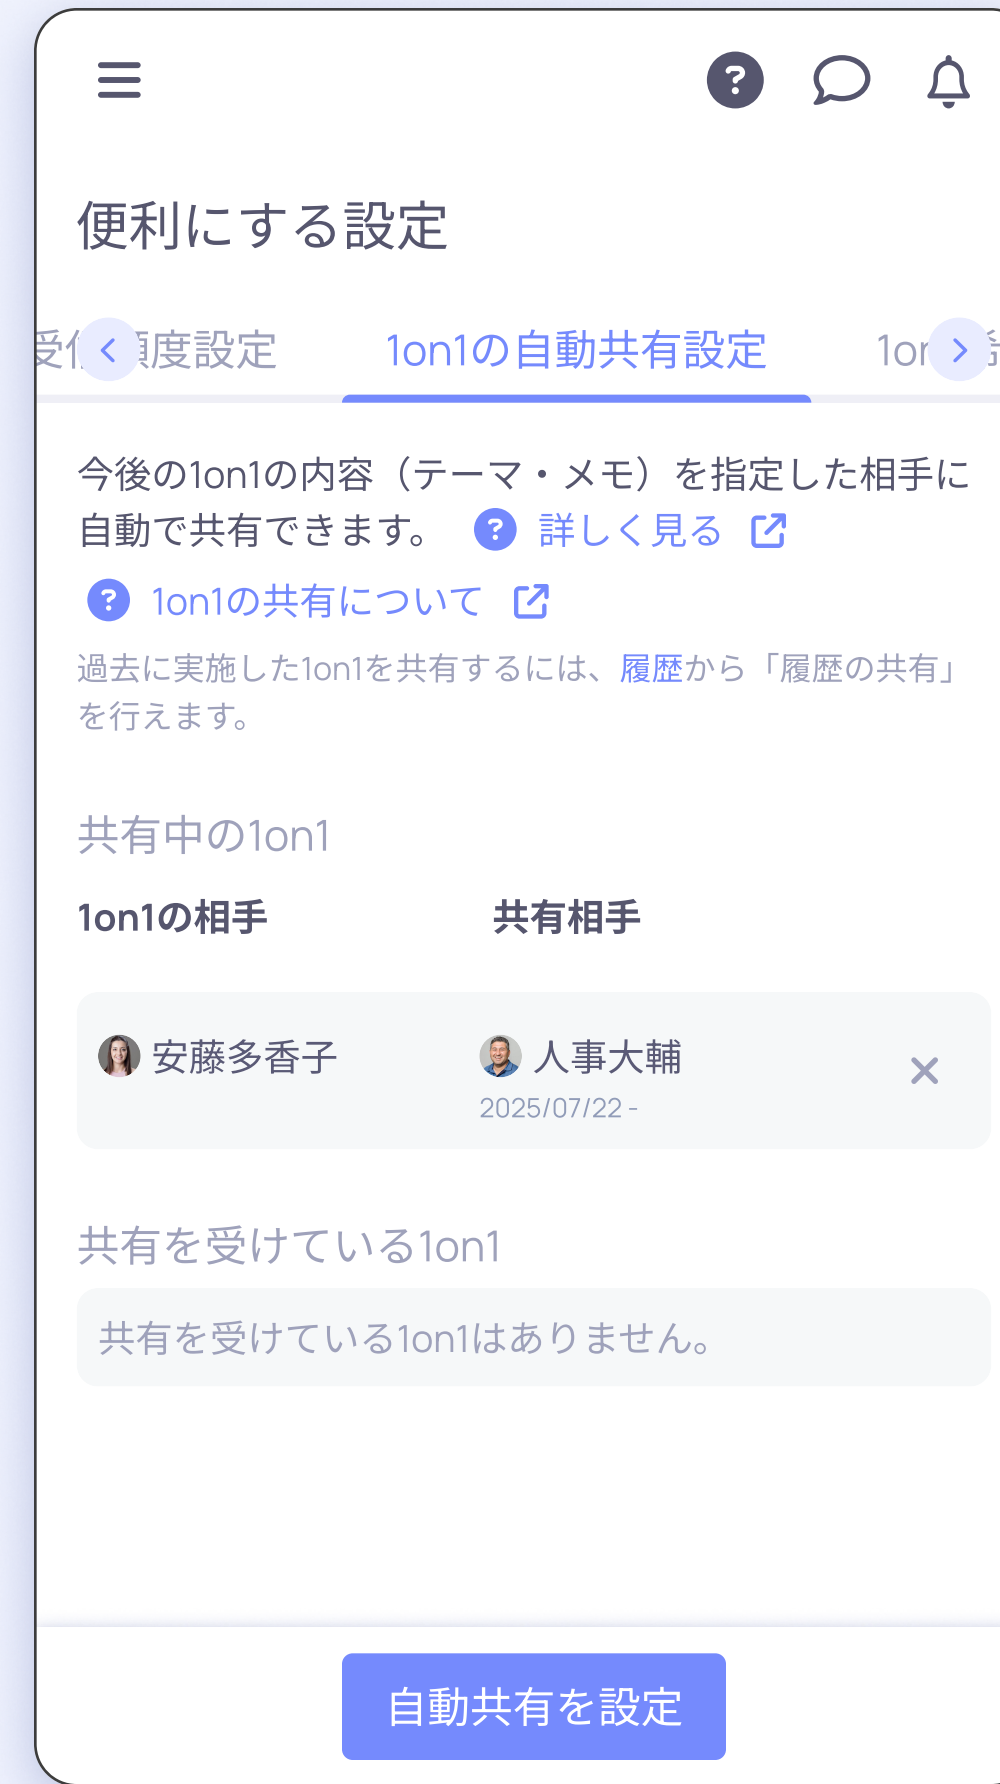 便利にする設定
度設定
1on1の自動共有設定
今後の1on1の内容（テーマ・メモ）を指定した相手に
自動で共有できます。 詳しく見る
1on1の共有について
過去に実施した1on1を共有するには、履歴から「履歴の共有」
を行えます。
共有中の1on1
1on1の相手 共有相手
安藤多香子 人事大輔
2025/07/22 -
共有を受けている1on1
共有を受けている1on1はありません。
自動共有を設定